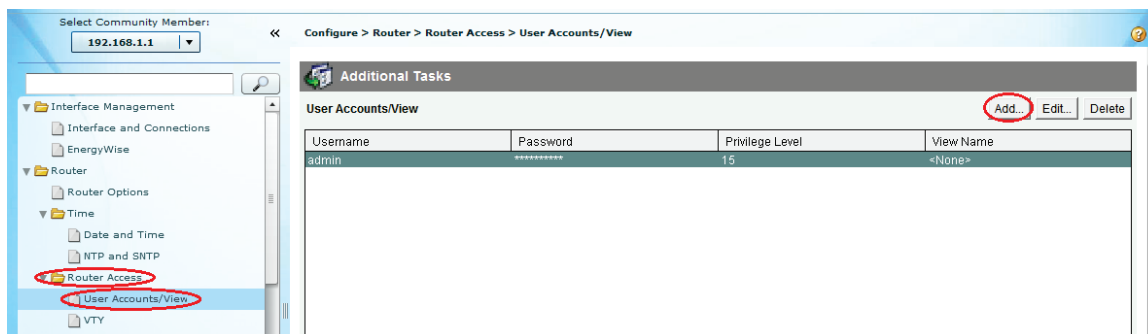 Select Community Member:
192.168.1.1
Configure > Router > Router Access > User Accounts/View
Interface Management
Interface and Connections
EnergyWise
Router
Router Options
Time
Date and Time
NTP and SNTP
Router Access
User Accounts/View
VTY
Additional Tasks
User Accounts/View
Add... Edit... Delete
Username Password Privilege Level View Name
admin ********** 15 <None>